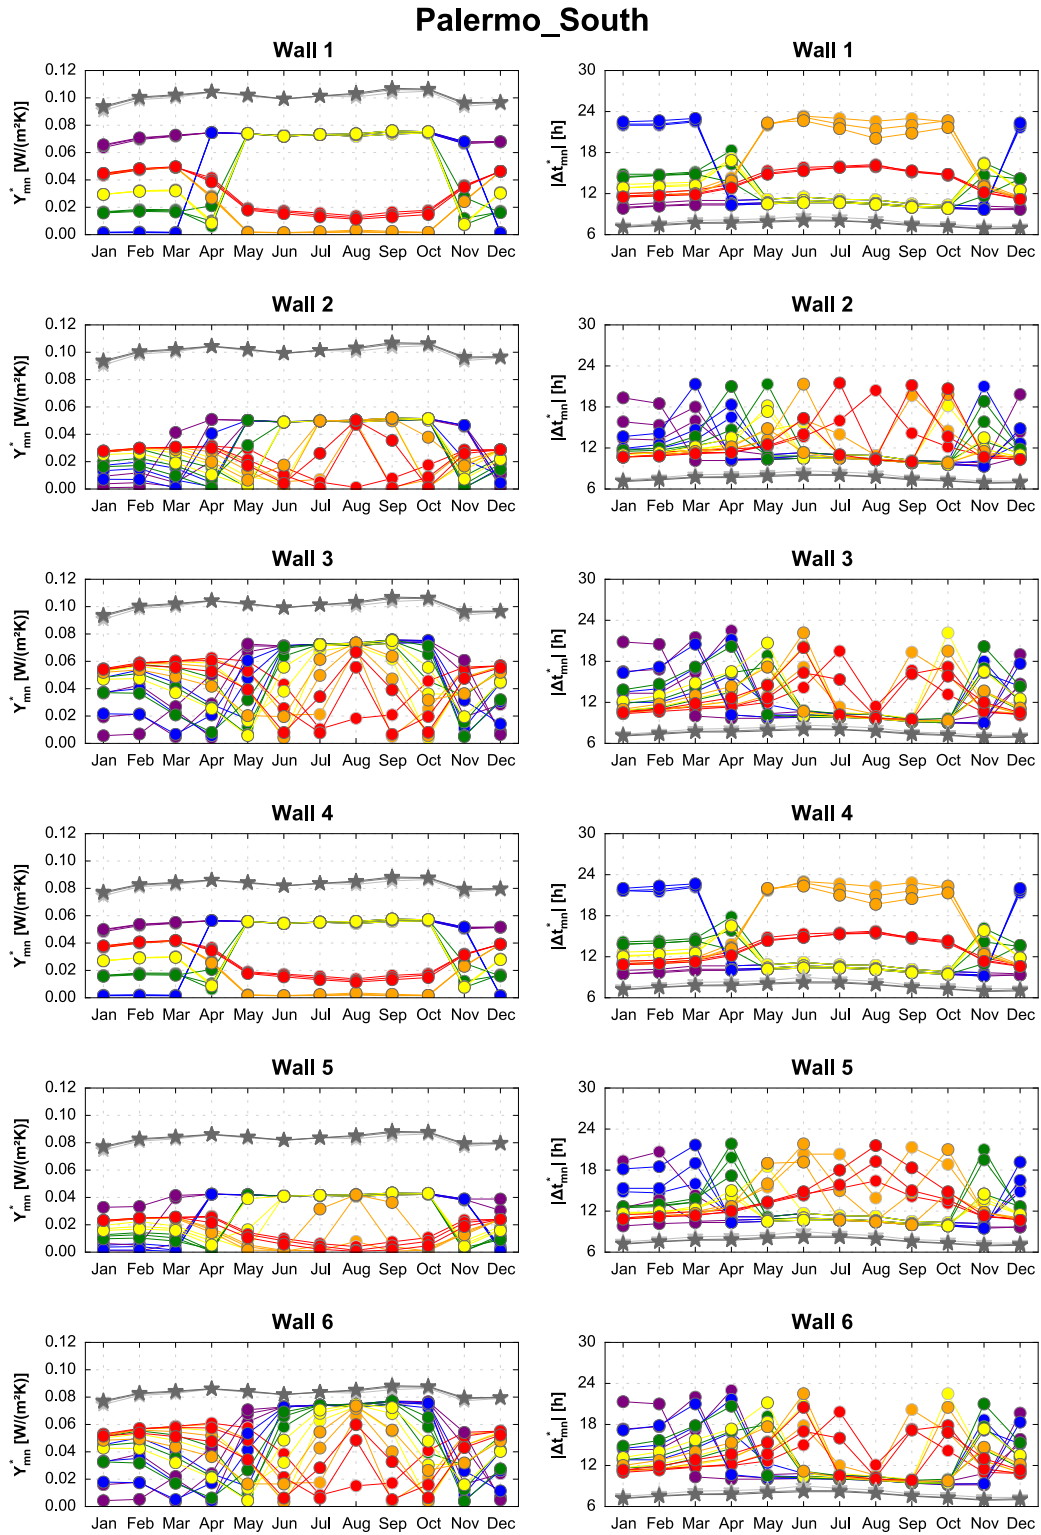 Palermo_South
Wall 1
Y*mn [W/(m²K)]
0.12
0.10
0.08
0.06
0.04
0.02
0.00
Jan Feb Mar Apr May Jun Jul Aug Sep Oct Nov Dec
Wall 1
|Δt*mn| [h]
30
24
18
12
6
Jan Feb Mar Apr May Jun Jul Aug Sep Oct Nov Dec
Wall 2
Y*mn [W/(m²K)]
0.12
0.10
0.08
0.06
0.04
0.02
0.00
Jan Feb Mar Apr May Jun Jul Aug Sep Oct Nov Dec
Wall 2
|Δt*mn| [h]
30
24
18
12
6
Jan Feb Mar Apr May Jun Jul Aug Sep Oct Nov Dec
Wall 3
Y*mn [W/(m²K)]
0.12
0.10
0.08
0.06
0.04
0.02
0.00
Jan Feb Mar Apr May Jun Jul Aug Sep Oct Nov Dec
Wall 3
|Δt*mn| [h]
30
24
18
12
6
Jan Feb Mar Apr May Jun Jul Aug Sep Oct Nov Dec
Wall 4
Y*mn [W/(m²K)]
0.12
0.10
0.08
0.06
0.04
0.02
0.00
Jan Feb Mar Apr May Jun Jul Aug Sep Oct Nov Dec
Wall 4
|Δt*mn| [h]
30
24
18
12
6
Jan Feb Mar Apr May Jun Jul Aug Sep Oct Nov Dec
Wall 5
Y*mn [W/(m²K)]
0.12
0.10
0.08
0.06
0.04
0.02
0.00
Jan Feb Mar Apr May Jun Jul Aug Sep Oct Nov Dec
Wall 5
|Δt*mn| [h]
30
24
18
12
6
Jan Feb Mar Apr May Jun Jul Aug Sep Oct Nov Dec
Wall 6
Y*mn [W/(m²K)]
0.12
0.10
0.08
0.06
0.04
0.02
0.00
Jan Feb Mar Apr May Jun Jul Aug Sep Oct Nov Dec
Wall 6
|Δt*mn| [h]
30
24
18
12
6
Jan Feb Mar Apr May Jun Jul Aug Sep Oct Nov Dec